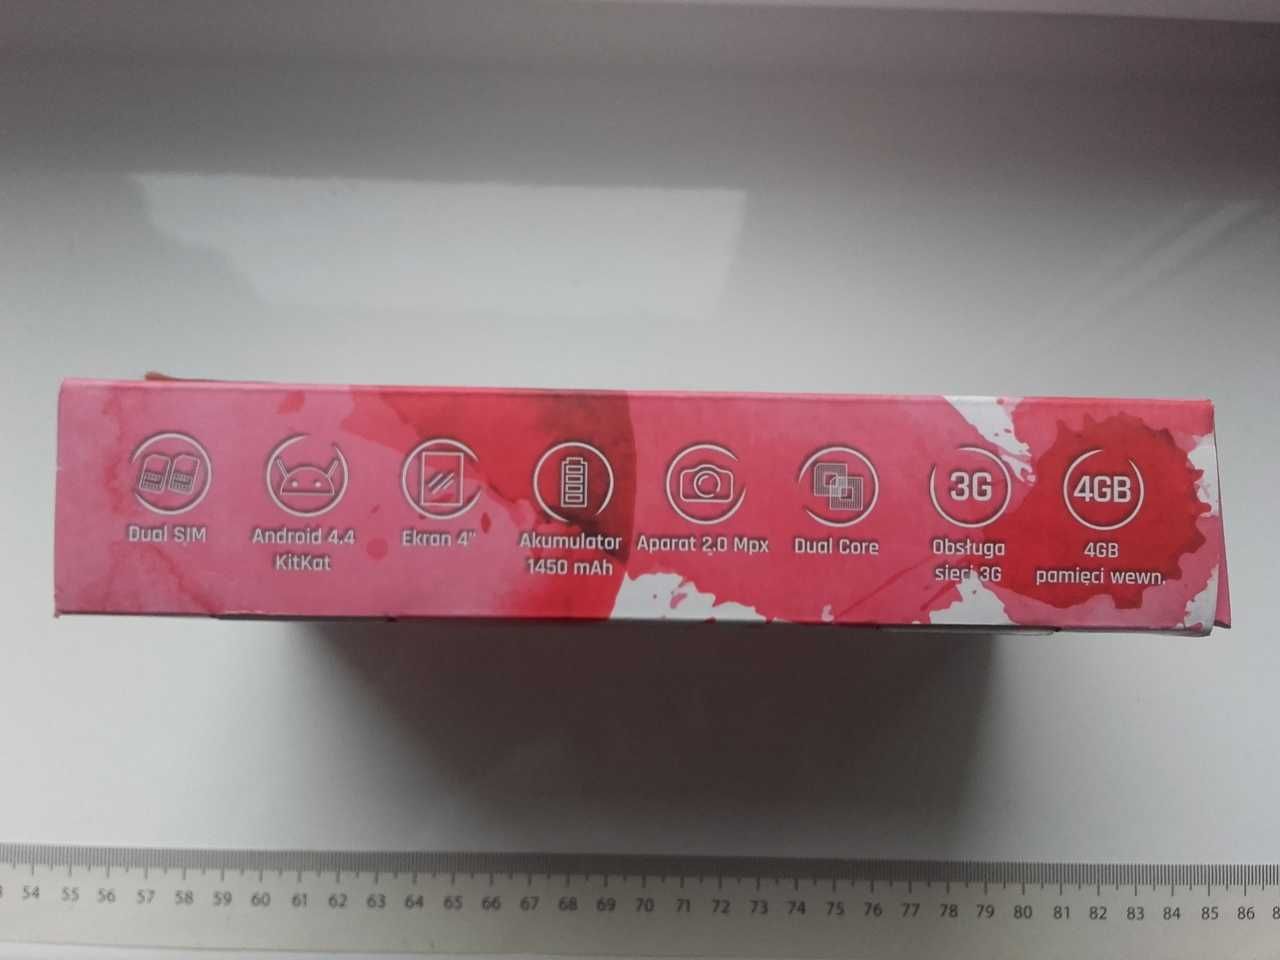 Dual SIM
Android 4.4
KitKat
Ekran 4"
Akumulator
1450 mAh
Aparat 2.0 Mpx
Dual Core
3G
Obsługa
sieci 3G
4GB
4GB
pamięci wewn.
54 55 56 57 58 59 60 61 62 63 64 65 66 67 68 69 70 71 72 73 74 75 76 77 78 79 80 81 82 83 84 85 86